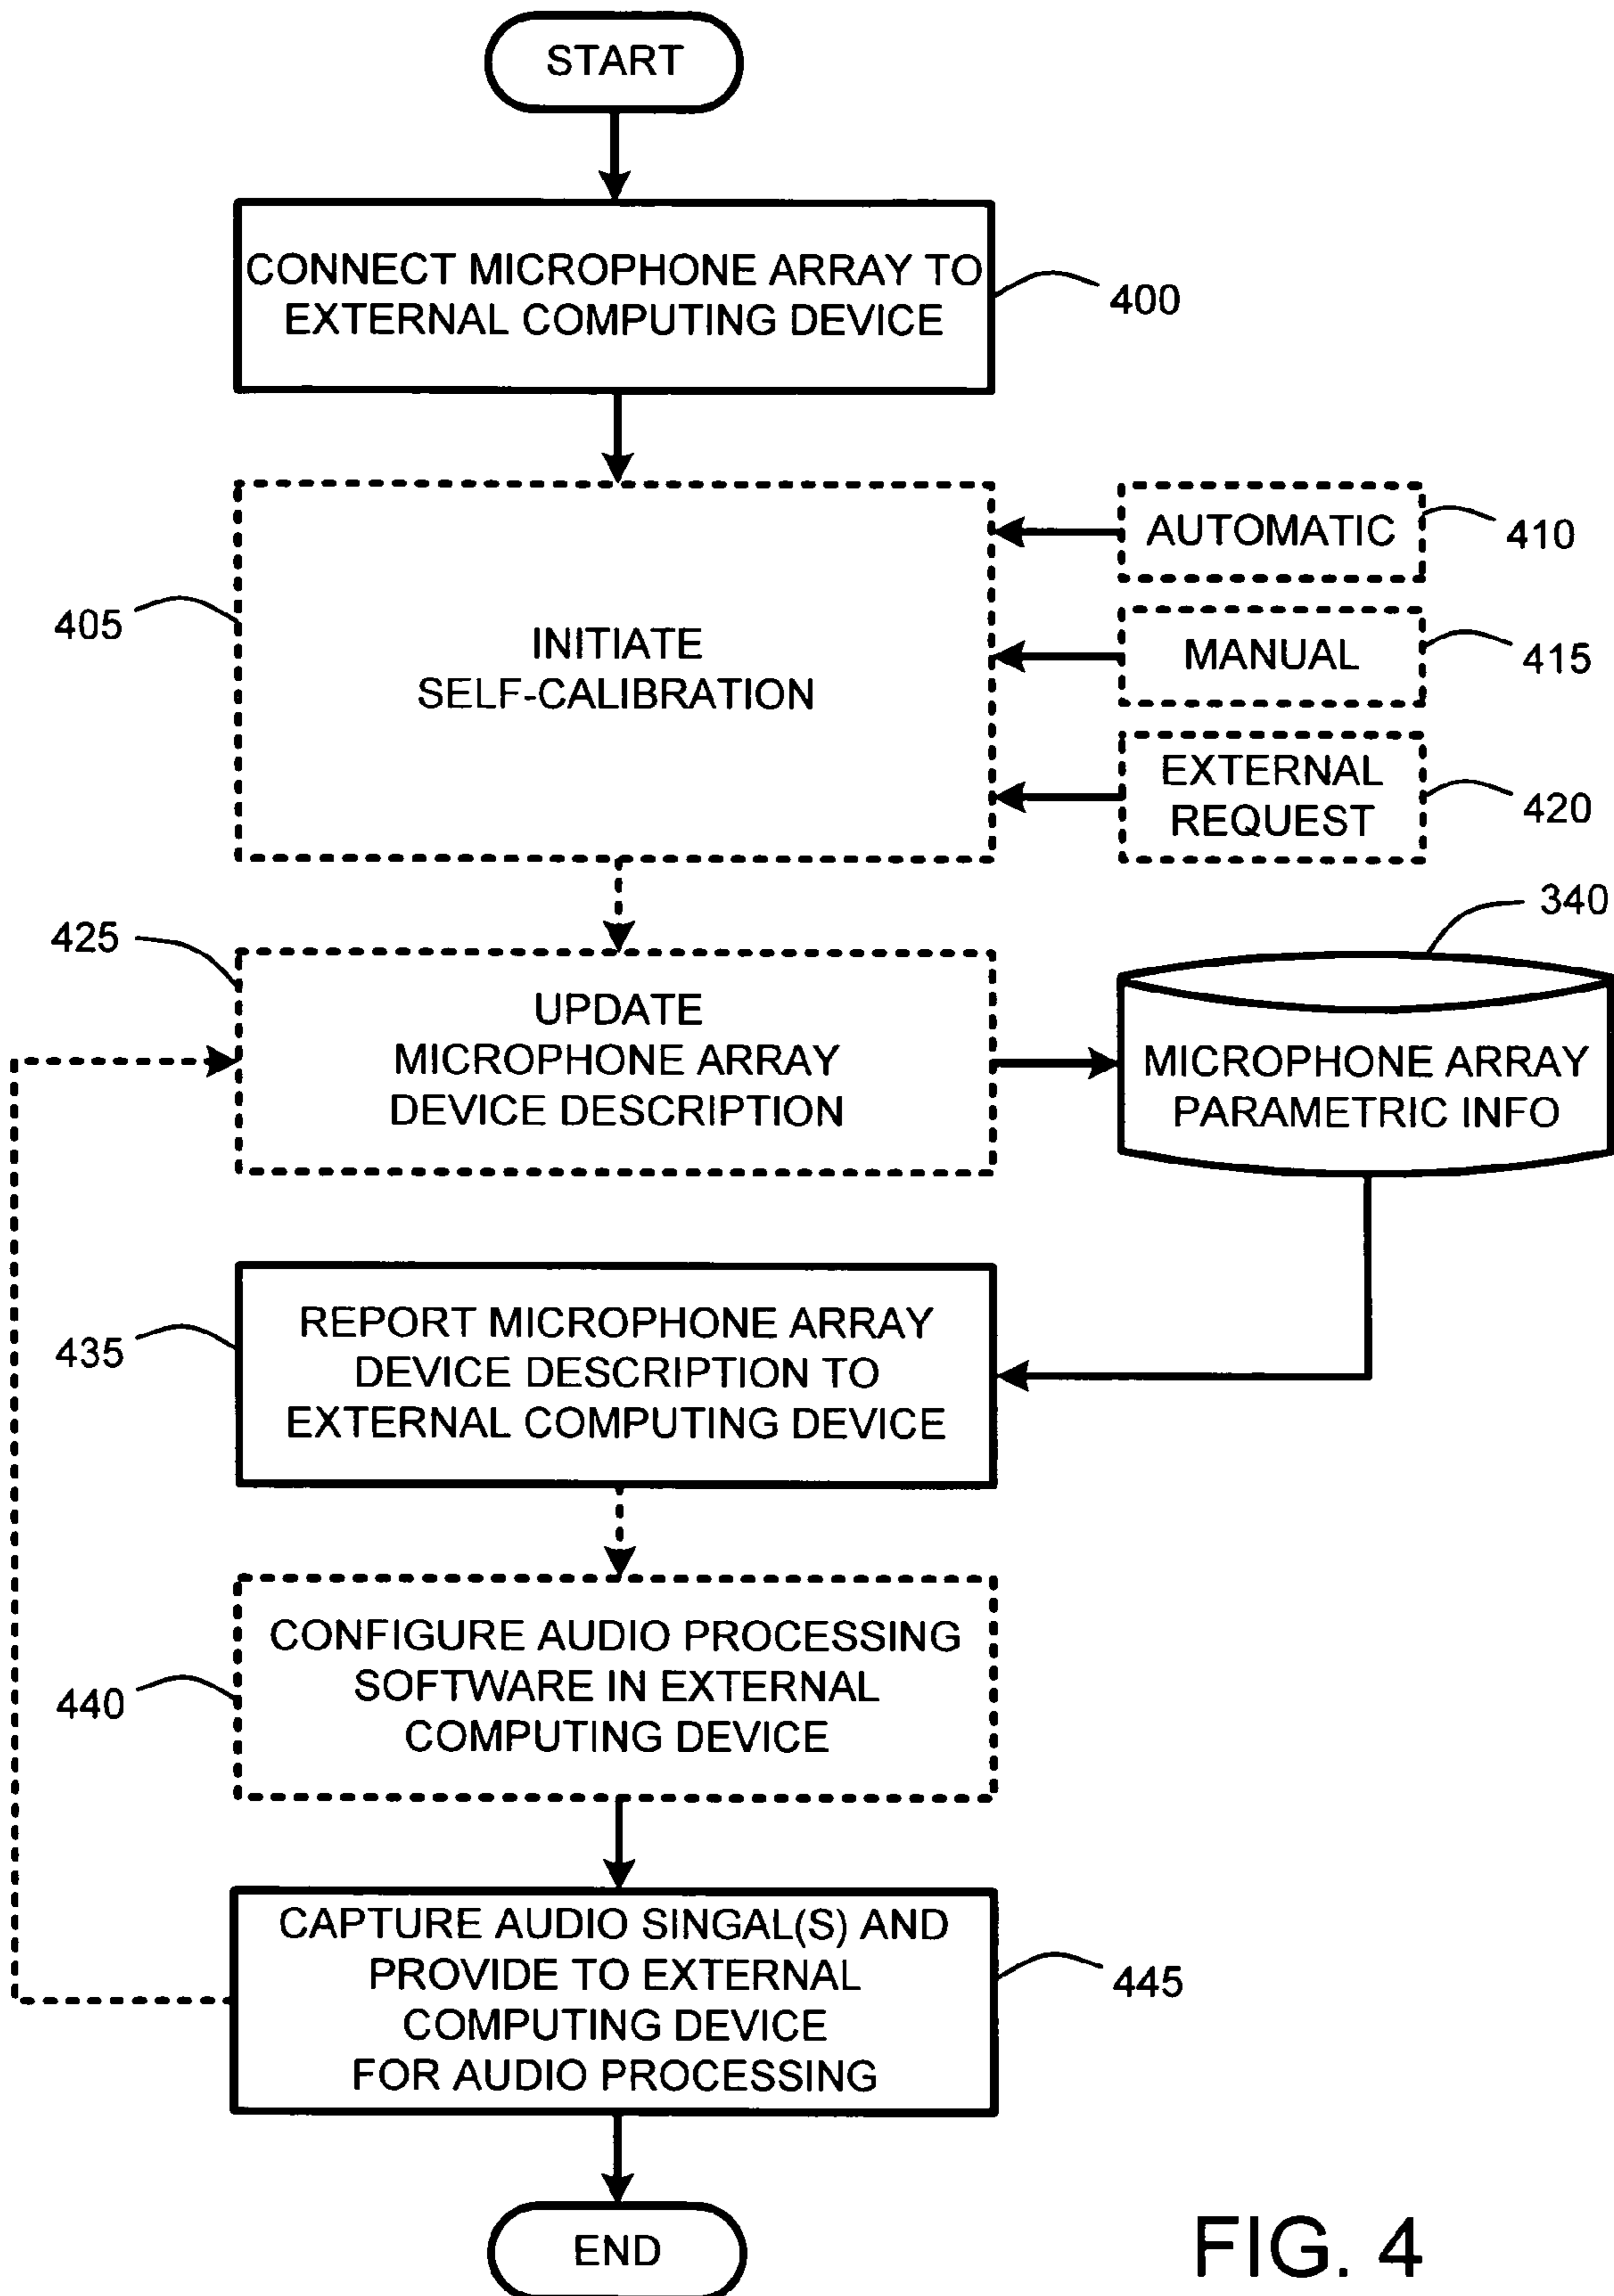 START
CONNECT MICROPHONE ARRAY TO
EXTERNAL COMPUTING DEVICE
400
AUTOMATIC
410
405
INITIATE
SELF-CALIBRATION
MANUAL
415
EXTERNAL
REQUEST
420
340
425
UPDATE
MICROPHONE ARRAY
DEVICE DESCRIPTION
MICROPHONE ARRAY
PARAMETRIC INFO
435
REPORT MICROPHONE ARRAY
DEVICE DESCRIPTION TO
EXTERNAL COMPUTING DEVICE
440
CONFIGURE AUDIO PROCESSING
SOFTWARE IN EXTERNAL
COMPUTING DEVICE
CAPTURE AUDIO SINGAL(S) AND
PROVIDE TO EXTERNAL
COMPUTING DEVICE
FOR AUDIO PROCESSING
445
END
FIG. 4